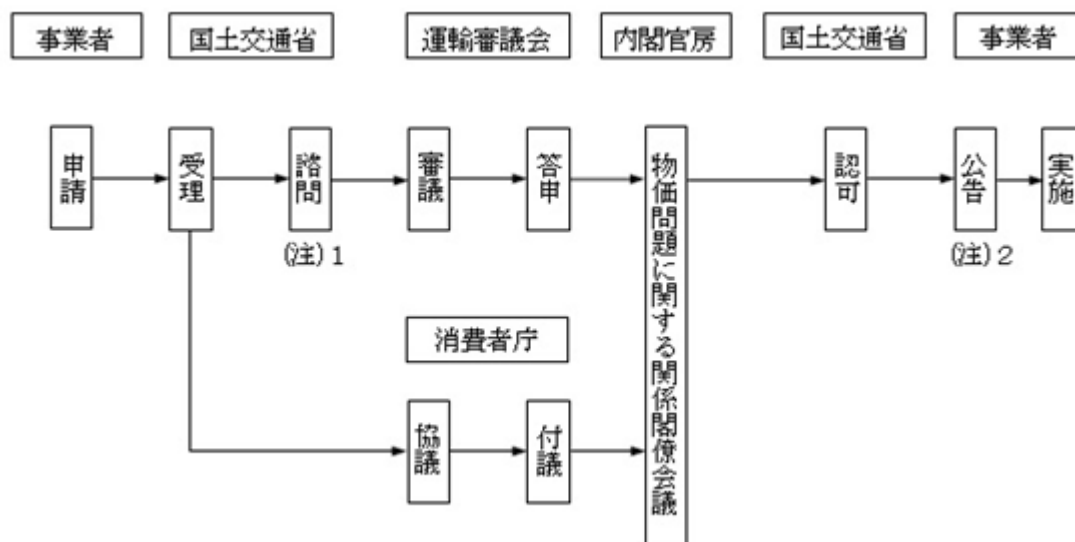 事業者
国土交通省
運輸審議会
内閣官房
国土交通省
事業者
申請
受理
諮問
審議
答申
物価問題に関する関係閣僚会議
認可
公告
実施
(注)1
(注)2
消費者庁
協議
付議